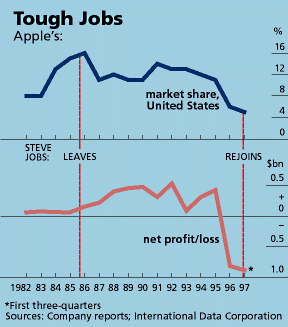 Tough Jobs
Apple's:
%
16
12
8
4
0
market share,
United States
STEVE
JOBS:
LEAVES
REJOINS
$bn
0.5
+
0
–
0.5
1.0
net profit/loss
*
1982 83 84 85 86 87 88 89 90 91 92 93 94 95 96 97
*First three-quarters
Sources: Company reports; International Data Corporation